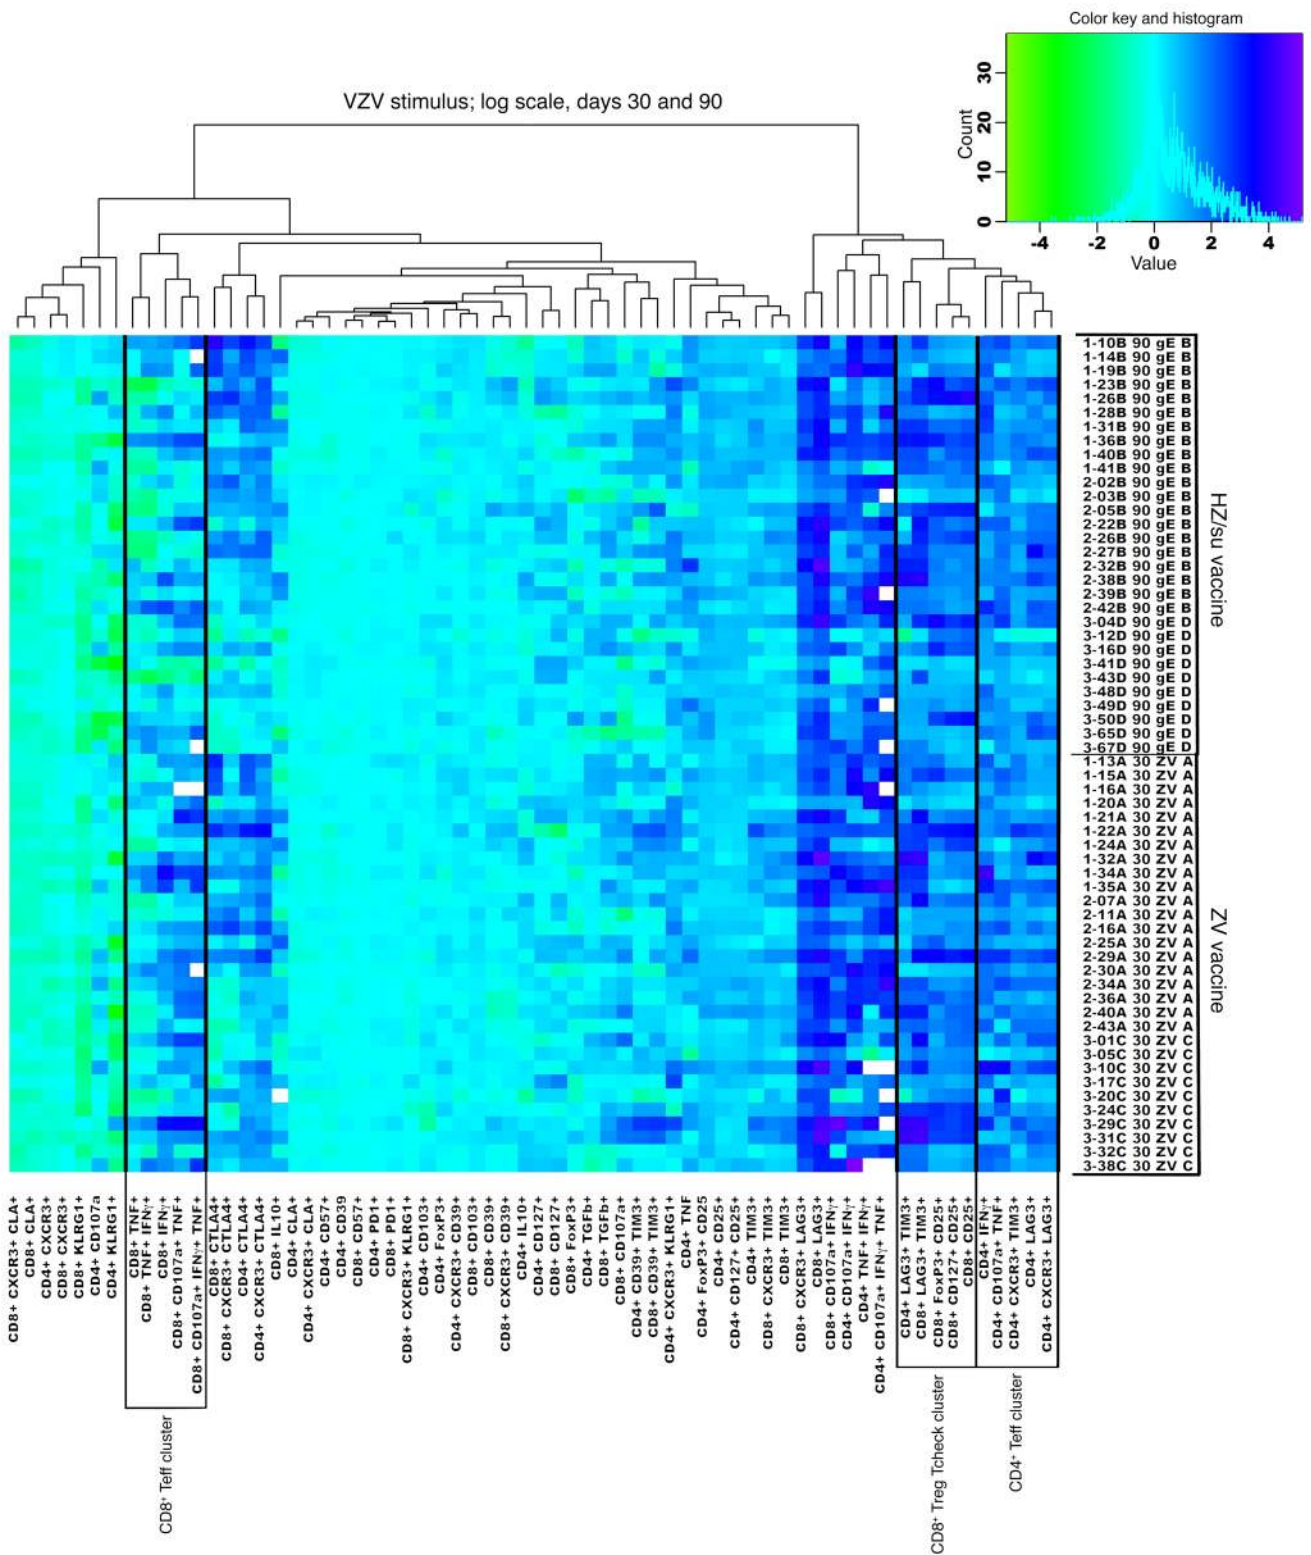 Color key and histogram
Count
30
20
10
0
-4 -2 0 2 4
Value
VZV stimulus; log scale, days 30 and 90
1-10B 90 gE B
1-14B 90 gE B
1-19B 90 gE B
1-23B 90 gE B
1-26B 90 gE B
1-28B 90 gE B
1-31B 90 gE B
1-36B 90 gE B
1-40B 90 gE B
1-41B 90 gE B
2-02B 90 gE B
2-03B 90 gE B
2-05B 90 gE B
2-22B 90 gE B
2-26B 90 gE B
2-27B 90 gE B
2-32B 90 gE B
2-38B 90 gE B
2-39B 90 gE B
2-42B 90 gE B
3-04D 90 gE D
3-12D 90 gE D
3-16D 90 gE D
3-41D 90 gE D
3-43D 90 gE D
3-48D 90 gE D
3-49D 90 gE D
3-50D 90 gE D
3-65D 90 gE D
3-67D 90 gE D
1-13A 30 ZV A
1-15A 30 ZV A
1-16A 30 ZV A
1-20A 30 ZV A
1-21A 30 ZV A
1-22A 30 ZV A
1-24A 30 ZV A
1-32A 30 ZV A
1-34A 30 ZV A
1-35A 30 ZV A
2-07A 30 ZV A
2-11A 30 ZV A
2-16A 30 ZV A
2-25A 30 ZV A
2-29A 30 ZV A
2-30A 30 ZV A
2-34A 30 ZV A
2-36A 30 ZV A
2-40A 30 ZV A
2-43A 30 ZV A
3-01C 30 ZV C
3-05C 30 ZV C
3-10C 30 ZV C
3-17C 30 ZV C
3-20C 30 ZV C
3-24C 30 ZV C
3-29C 30 ZV C
3-31C 30 ZV C
3-32C 30 ZV C
3-38C 30 ZV C
HZ/su vaccine
ZV vaccine
CD8+ CXCR3+ CLA+
CD8+ CLA+
CD4+ CXCR3+
CD8+ CXCR3+
CD8+ KLRG1+
CD4+ CD107a
CD4+ KLRG1+
CD8+ TNF+
CD8+ TNF+ IFNγ+
CD8+ IFNγ+
CD8+ CD107a+ TNF+
CD8+ CD107a+ IFNγ+ TNF+
CD8+ CTLA4+
CD8+ CXCR3+ CTLA4+
CD4+ CTLA4+
CD4+ CXCR3+ CTLA4+
CD8+ IL10+
CD4+ CLA+
CD4+ CXCR3+ CLA+
CD4+ CD57+
CD4+ CD39
CD8+ CD57+
CD4+ PD1+
CD8+ PD1+
CD8+ CXCR3+ KLRG1+
CD4+ CD103+
CD4+ FoxP3+
CD4+ CXCR3+ CD39+
CD8+ CD103+
CD8+ CD39+
CD8+ CXCR3+ CD39+
CD4+ IL10+
CD4+ CD127+
CD8+ CD127+
CD8+ FoxP3+
CD4+ TGFb+
CD8+ TGFb+
CD8+ CD107a+
CD4+ CD39+ TIM3+
CD8+ CD39+ TIM3+
CD4+ CXCR3+ KLRG1+
CD4+ TNF
CD4+ FoxP3+ CD25
CD4+ CD25+
CD4+ CD127+ CD25+
CD4+ TIM3+
CD8+ CXCR3+ TIM3+
CD8+ TIM3+
CD8+ CXCR3+ LAG3+
CD8+ LAG3+
CD8+ CD107a+ IFNγ+
CD4+ CD107a+ IFNγ+
CD4+ TNF+ IFNγ+
CD4+ CD107a+ IFNγ+ TNF+
CD4+ LAG3+ TIM3+
CD8+ LAG3+ TIM3+
CD8+ FoxP3+ CD25+
CD8+ CD127+ CD25+
CD8+ CD25+
CD4+ IFNγ+
CD4+ CD107a+ TNF+
CD4+ CXCR3+ TIM3+
CD4+ LAG3+
CD4+ CXCR3+ LAG3+
CD8⁺ Teff cluster
CD8⁺ Treg Tcheck cluster
CD4⁺ Teff cluster